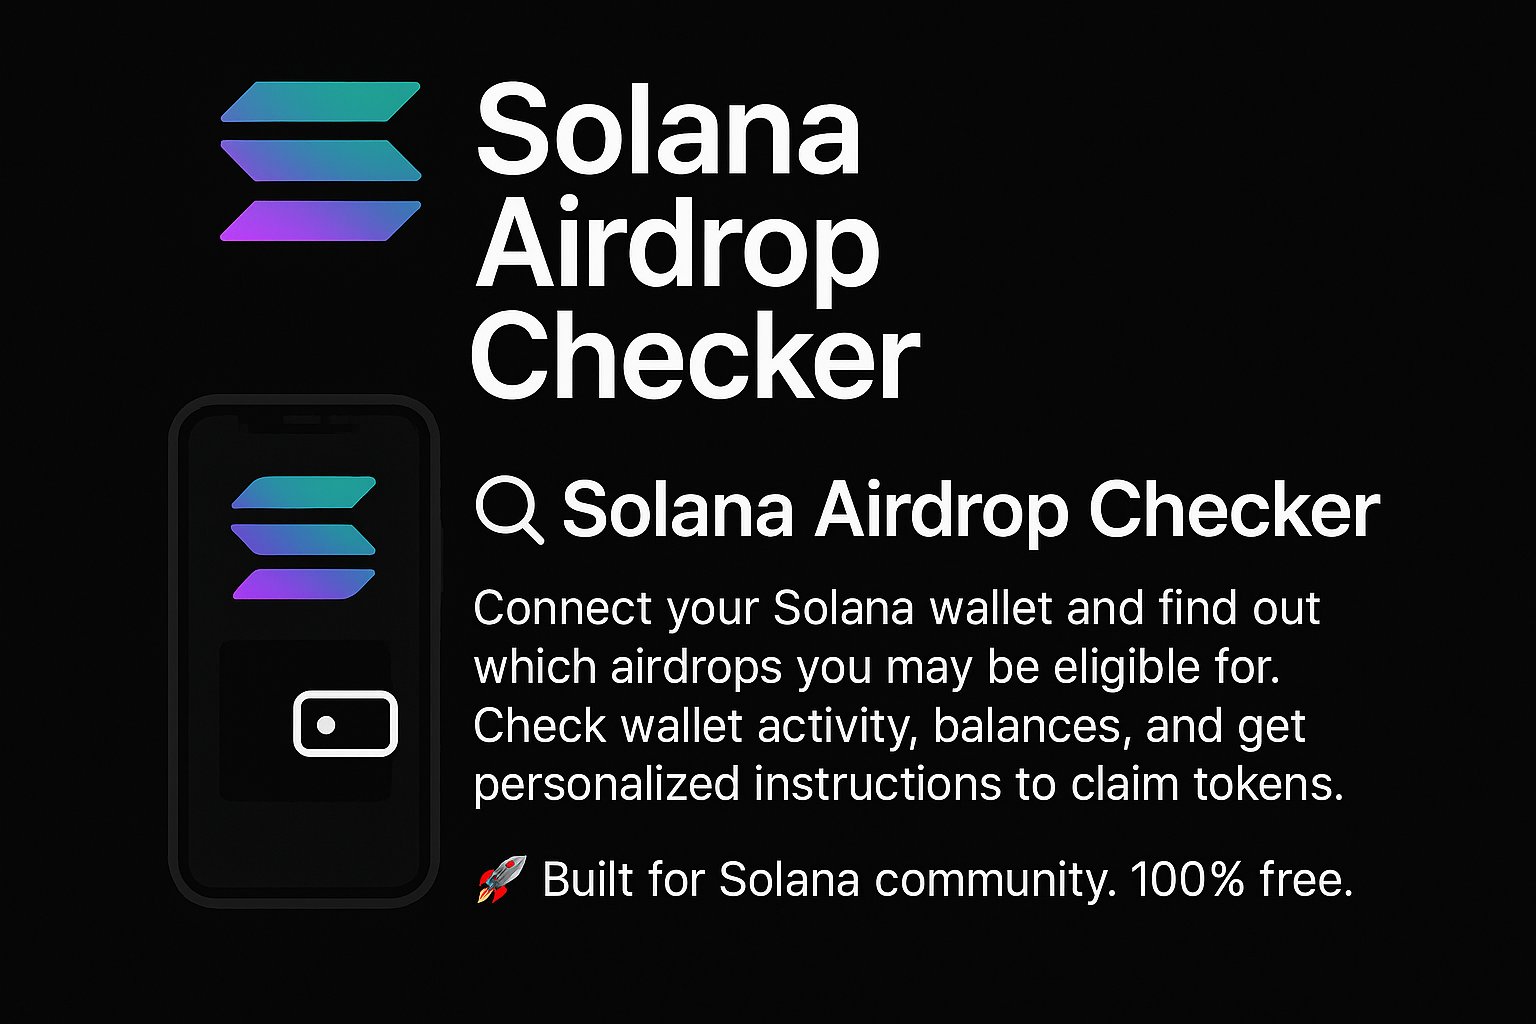 Solana
Airdrop
Checker
Solana Airdrop Checker
Connect your Solana wallet and find out
which airdrops you may be eligible for.
Check wallet activity, balances, and get
personalized instructions to claim tokens.
🚀 Built for Solana community. 100% free.